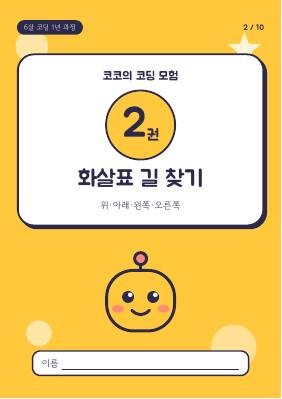 6살 코딩 1년 과정
2 / 10
코코의 코딩 모험
2권
화살표 길 찾기
위·아래·왼쪽·오른쪽
이름